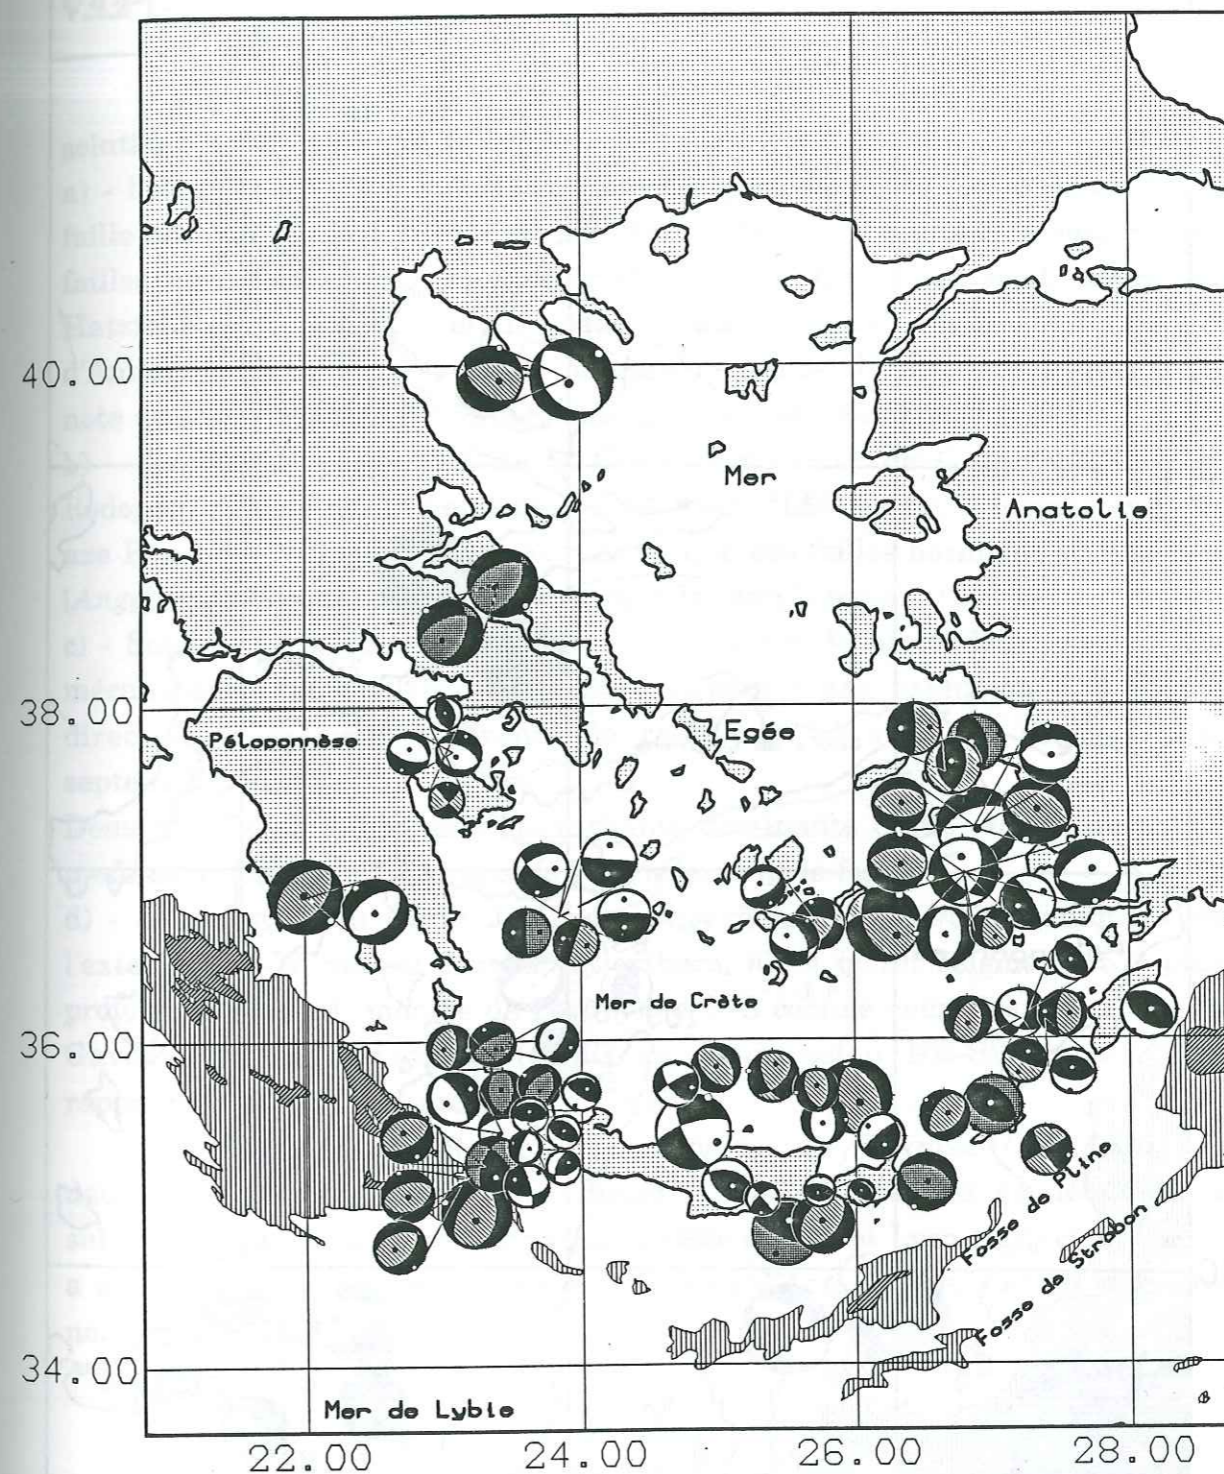 40.00
Mer
Anatolie
38.00
Péloponnèse
Egée
Mer de Crète
36.00
Fosse de Pline
Fosse de Strabon
34.00
Mer de Lybie
22.00
24.00
26.00
28.00